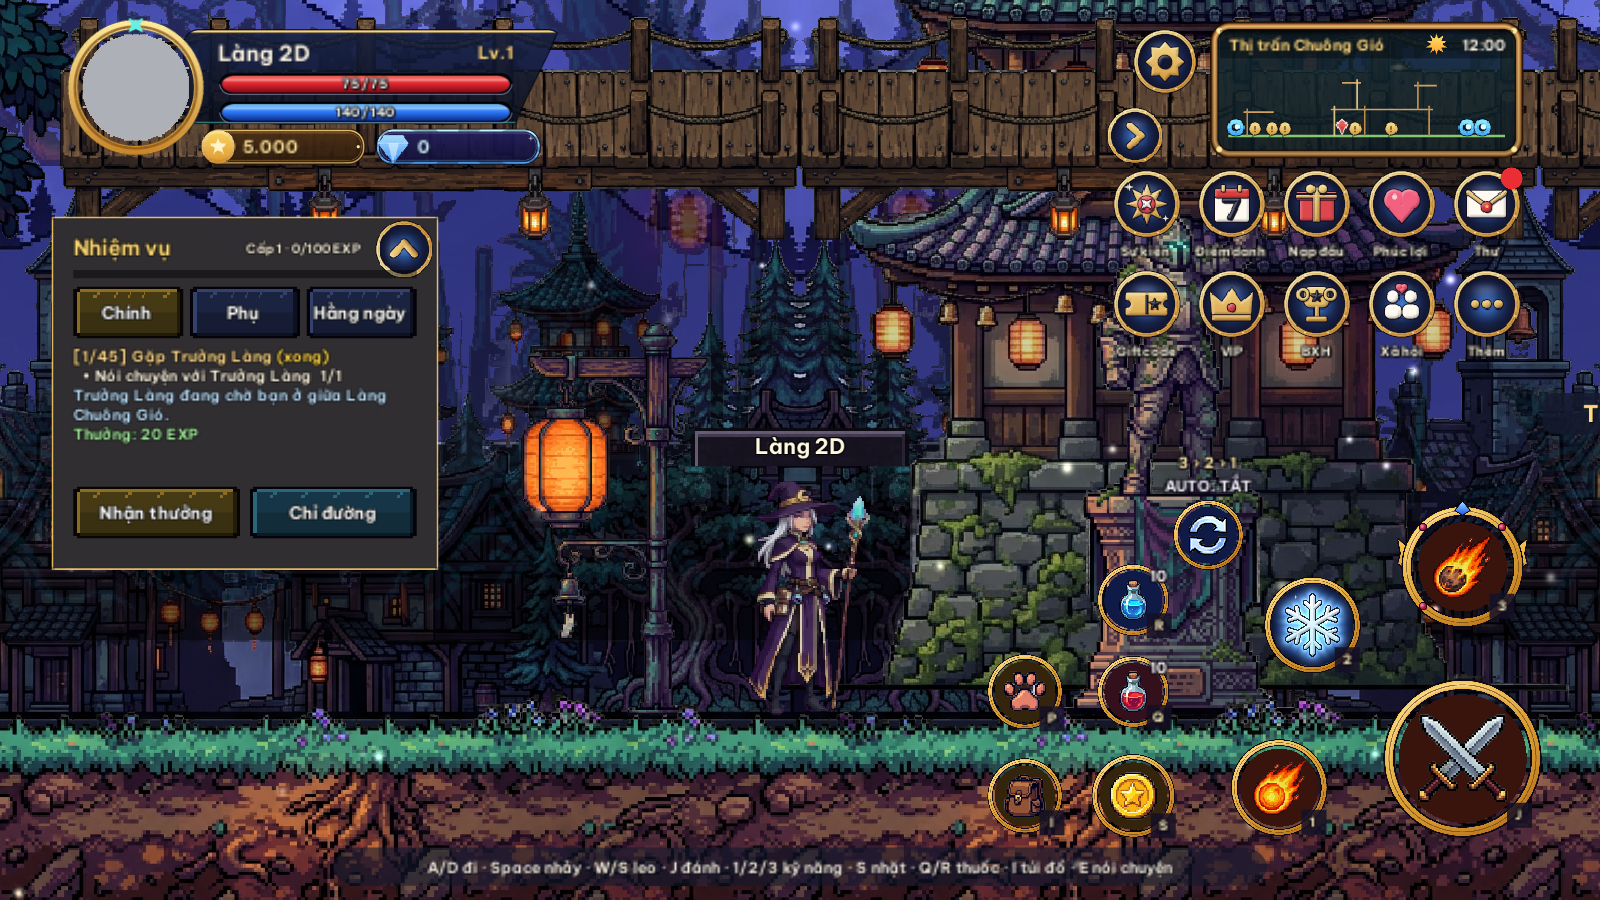 Làng 2D
Lv.1
75/75
140/140
5.000
0
Thị trấn Chuông Gió
12:00
Nhiệm vụ
Cấp 1 - 0/100 EXP
Chính
Phụ
Hằng ngày
[1/45] Gặp Trưởng Làng (xong)
• Nói chuyện với Trưởng Làng 1/1
Trưởng Làng đang chờ bạn ở giữa Làng
Chuông Gió.
Thưởng: 20 EXP
Nhận thưởng
Chỉ đường
7
Sự kiện
Điểm danh
Nạp đầu
Phúc lợi
Thư
Giftcode
VIP
BXH
Xã hội
Thêm
Làng 2D
T
3 › 2 › 1
AUTO: TẮT
10
R
10
Q
P
I
S
1
2
3
J
A/D đi · Space nhảy · W/S leo · J đánh · 1/2/3 kỹ năng · S nhặt · Q/R thuốc · I túi đồ · E nói chuyện